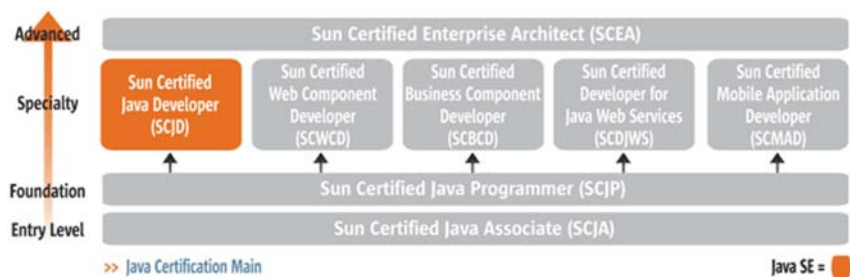 Advanced
Sun Certified Enterprise Architect (SCEA)
Specialty
Sun Certified
Java Developer
(SCJD)
Sun Certified
Web Component
Developer
(SCWCD)
Sun Certified
Business Component
Developer
(SCBCD)
Sun Certified
Developer for
Java Web Services
(SCDJWS)
Sun Certified
Mobile Application
Developer
(SCMAD)
Foundation
Sun Certified Java Programmer (SCJP)
Entry Level
Sun Certified Java Associate (SCJA)
>> Java Certification Main
Java SE =